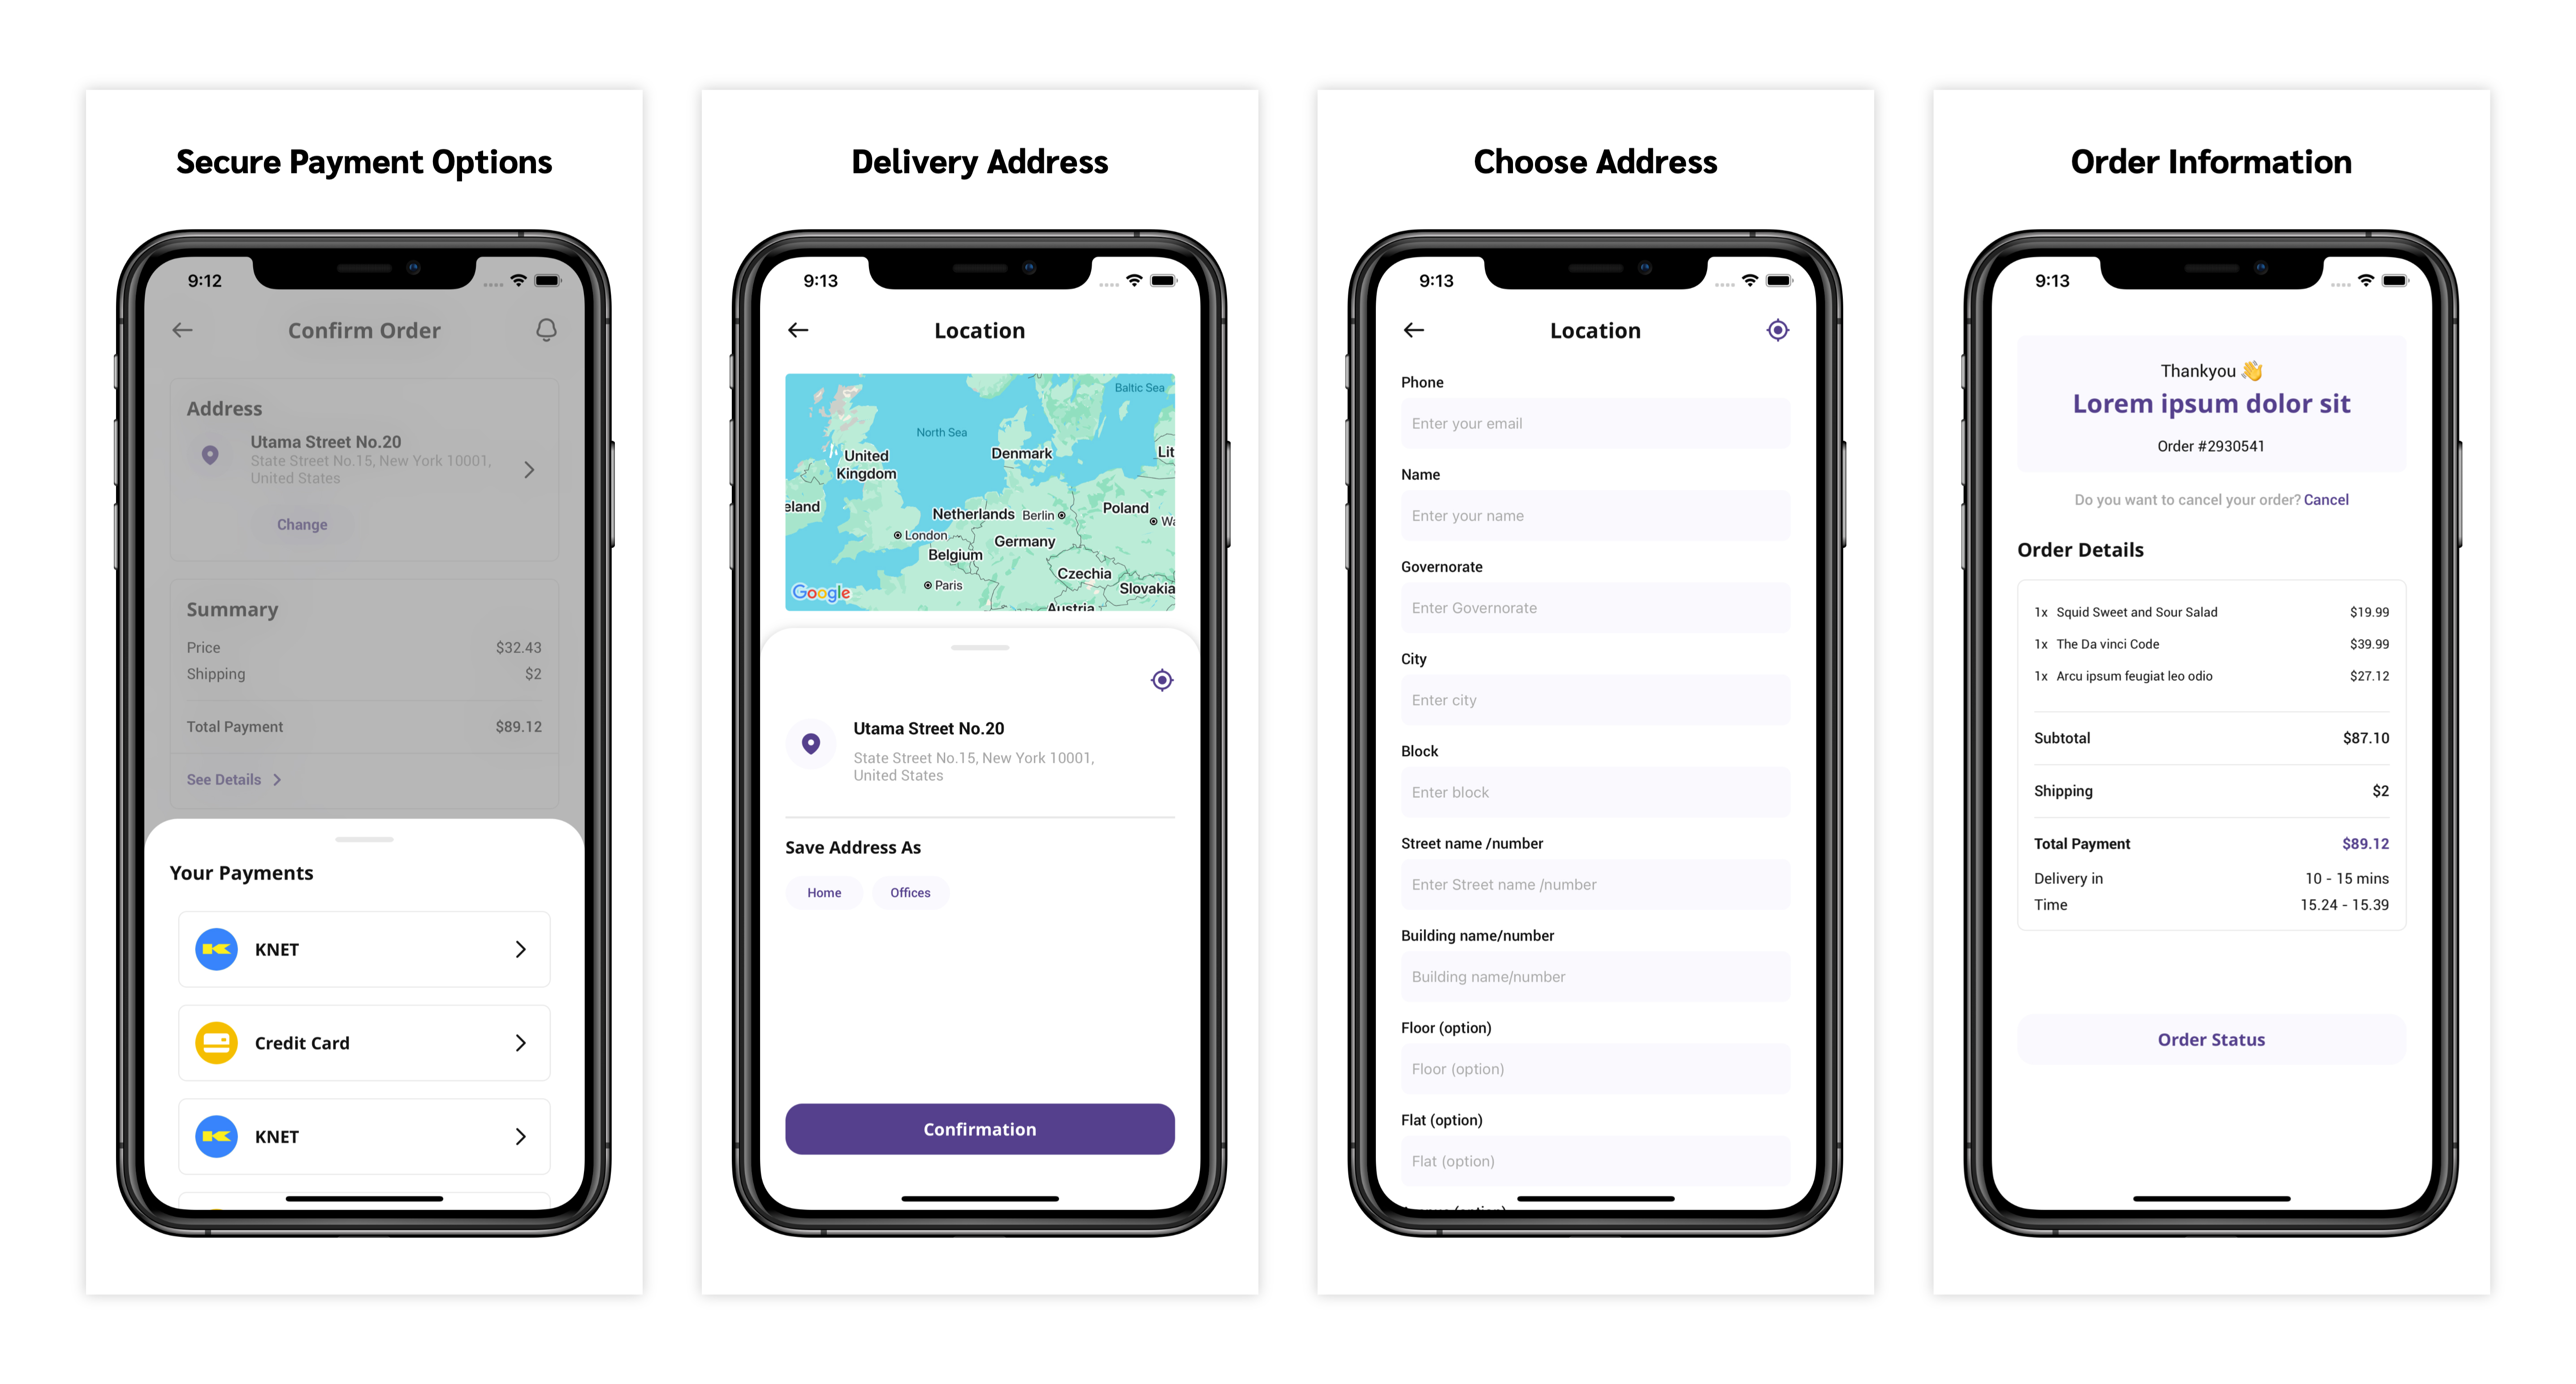 Secure Payment Options
9:12
Confirm Order
Address
Utama Street No.20
State Street No.15, New York 10001,
United States
Change
Summary
Price $32.43
Shipping $2
Total Payment $89.12
See Details
Your Payments
KNET
Credit Card
KNET
Delivery Address
9:13
Location
Baltic Sea
North Sea
United
Kingdom
Denmark
Lit
eland
Netherlands
Berlin
Poland
Wa
London
Germany
Belgium
Czechia
Paris
Slovakia
Google
Austria
Utama Street No.20
State Street No.15, New York 10001,
United States
Save Address As
Home Offices
Confirmation
Choose Address
9:13
Location
Phone
Enter your email
Name
Enter your name
Governorate
Enter Governorate
City
Enter city
Block
Enter block
Street name /number
Enter Street name /number
Building name/number
Building name/number
Floor (option)
Floor (option)
Flat (option)
Flat (option)
Order Information
9:13
Thankyou 👋
Lorem ipsum dolor sit
Order #2930541
Do you want to cancel your order? Cancel
Order Details
1x Squid Sweet and Sour Salad $19.99
1x The Da vinci Code $39.99
1x Arcu ipsum feugiat leo odio $27.12
Subtotal $87.10
Shipping $2
Total Payment $89.12
Delivery in 10 - 15 mins
Time 15.24 - 15.39
Order Status